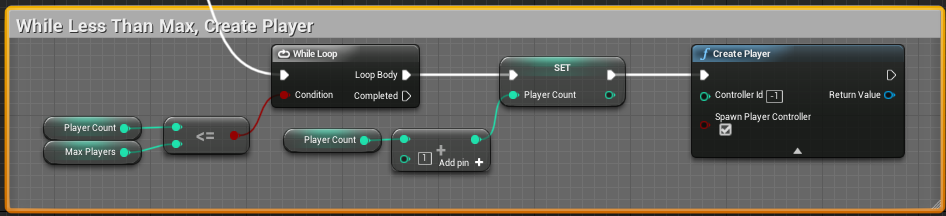 While Less Than Max, Create Player
While Loop
Loop Body
Condition
Completed
Player Count
Max Players
<=
Player Count
1
+
Add pin +
SET
Player Count
f Create Player
Controller Id -1
Return Value
Spawn Player Controller